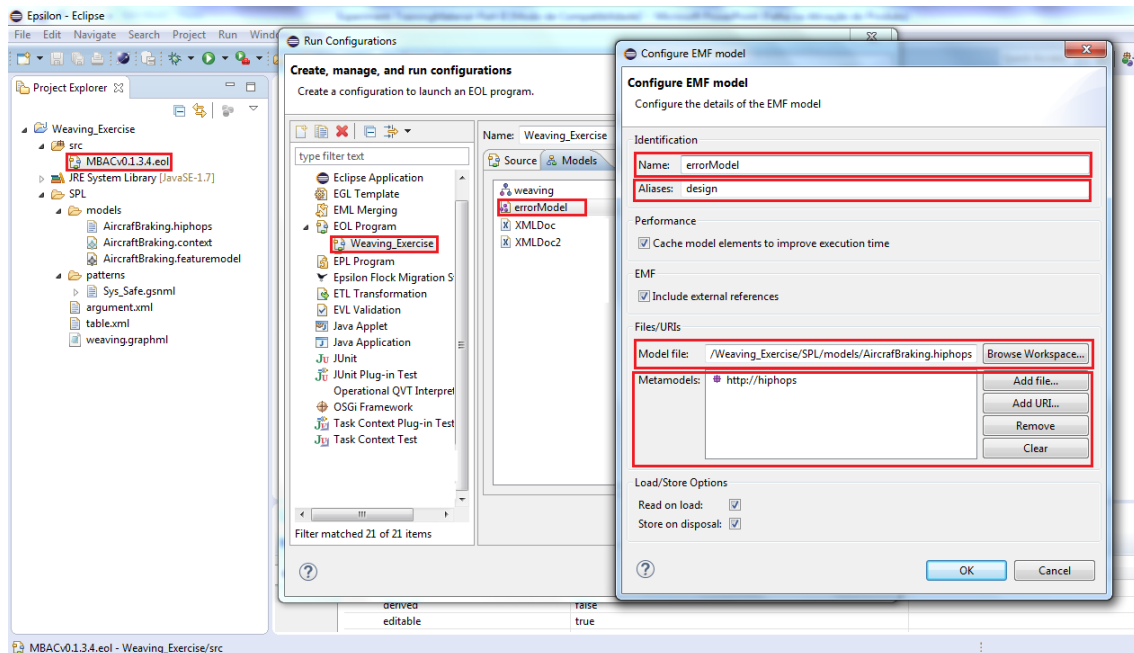 Epsilon - Eclipse
File Edit Navigate Search Project Run Wind
Project Explorer
Weaving_Exercise
src
MBACv0.1.3.4.eol
JRE System Library [JavaSE-1.7]
SPL
models
AircrafBraking.hiphops
AircraftBraking.context
AircraftBraking.featuremodel
patterns
Sys_Safe.gsnml
argument.xml
table.xml
weaving.graphml
Run Configurations
Create, manage, and run configurations
Create a configuration to launch an EOL program.
type filter text
Eclipse Application
EGL Template
EML Merging
EOL Program
Weaving_Exercise
EPL Program
Epsilon Flock Migration S
ETL Transformation
EVL Validation
Java Applet
Java Application
JUnit
JUnit Plug-in Test
Operational QVT Interpret
OSGi Framework
Task Context Plug-in Test
Task Context Test
Filter matched 21 of 21 items
Name: Weaving_Exercise
Source Models
weaving
errorModel
XMLDoc
XMLDoc2
Configure EMF model
Configure EMF model
Configure the details of the EMF model
Identification
Name: errorModel
Aliases: design
Performance
Cache model elements to improve execution time
EMF
Include external references
Files/URIs
Model file: /Weaving_Exercise/SPL/models/AircrafBraking.hiphops Browse Workspace...
Metamodels: http://hiphops
Add file...
Add URI...
Remove
Clear
Load/Store Options
Read on load:
Store on disposal:
OK Cancel
derived false
editable true
MBACv0.1.3.4.eol - Weaving_Exercise/src